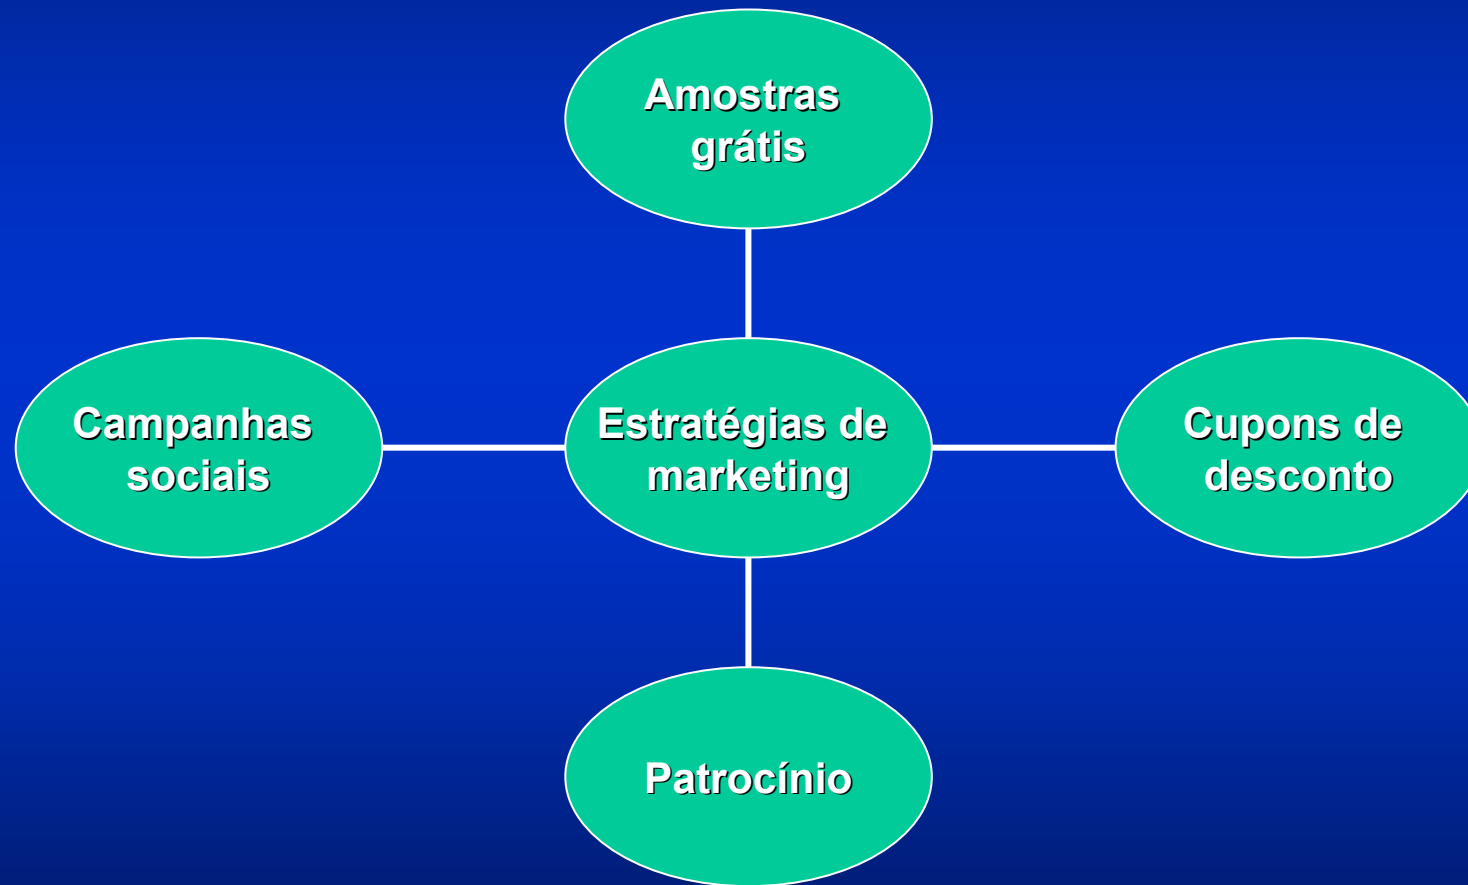 Amostras
grátis
Campanhas
sociais
Estratégias de
marketing
Cupons de
desconto
Patrocínio